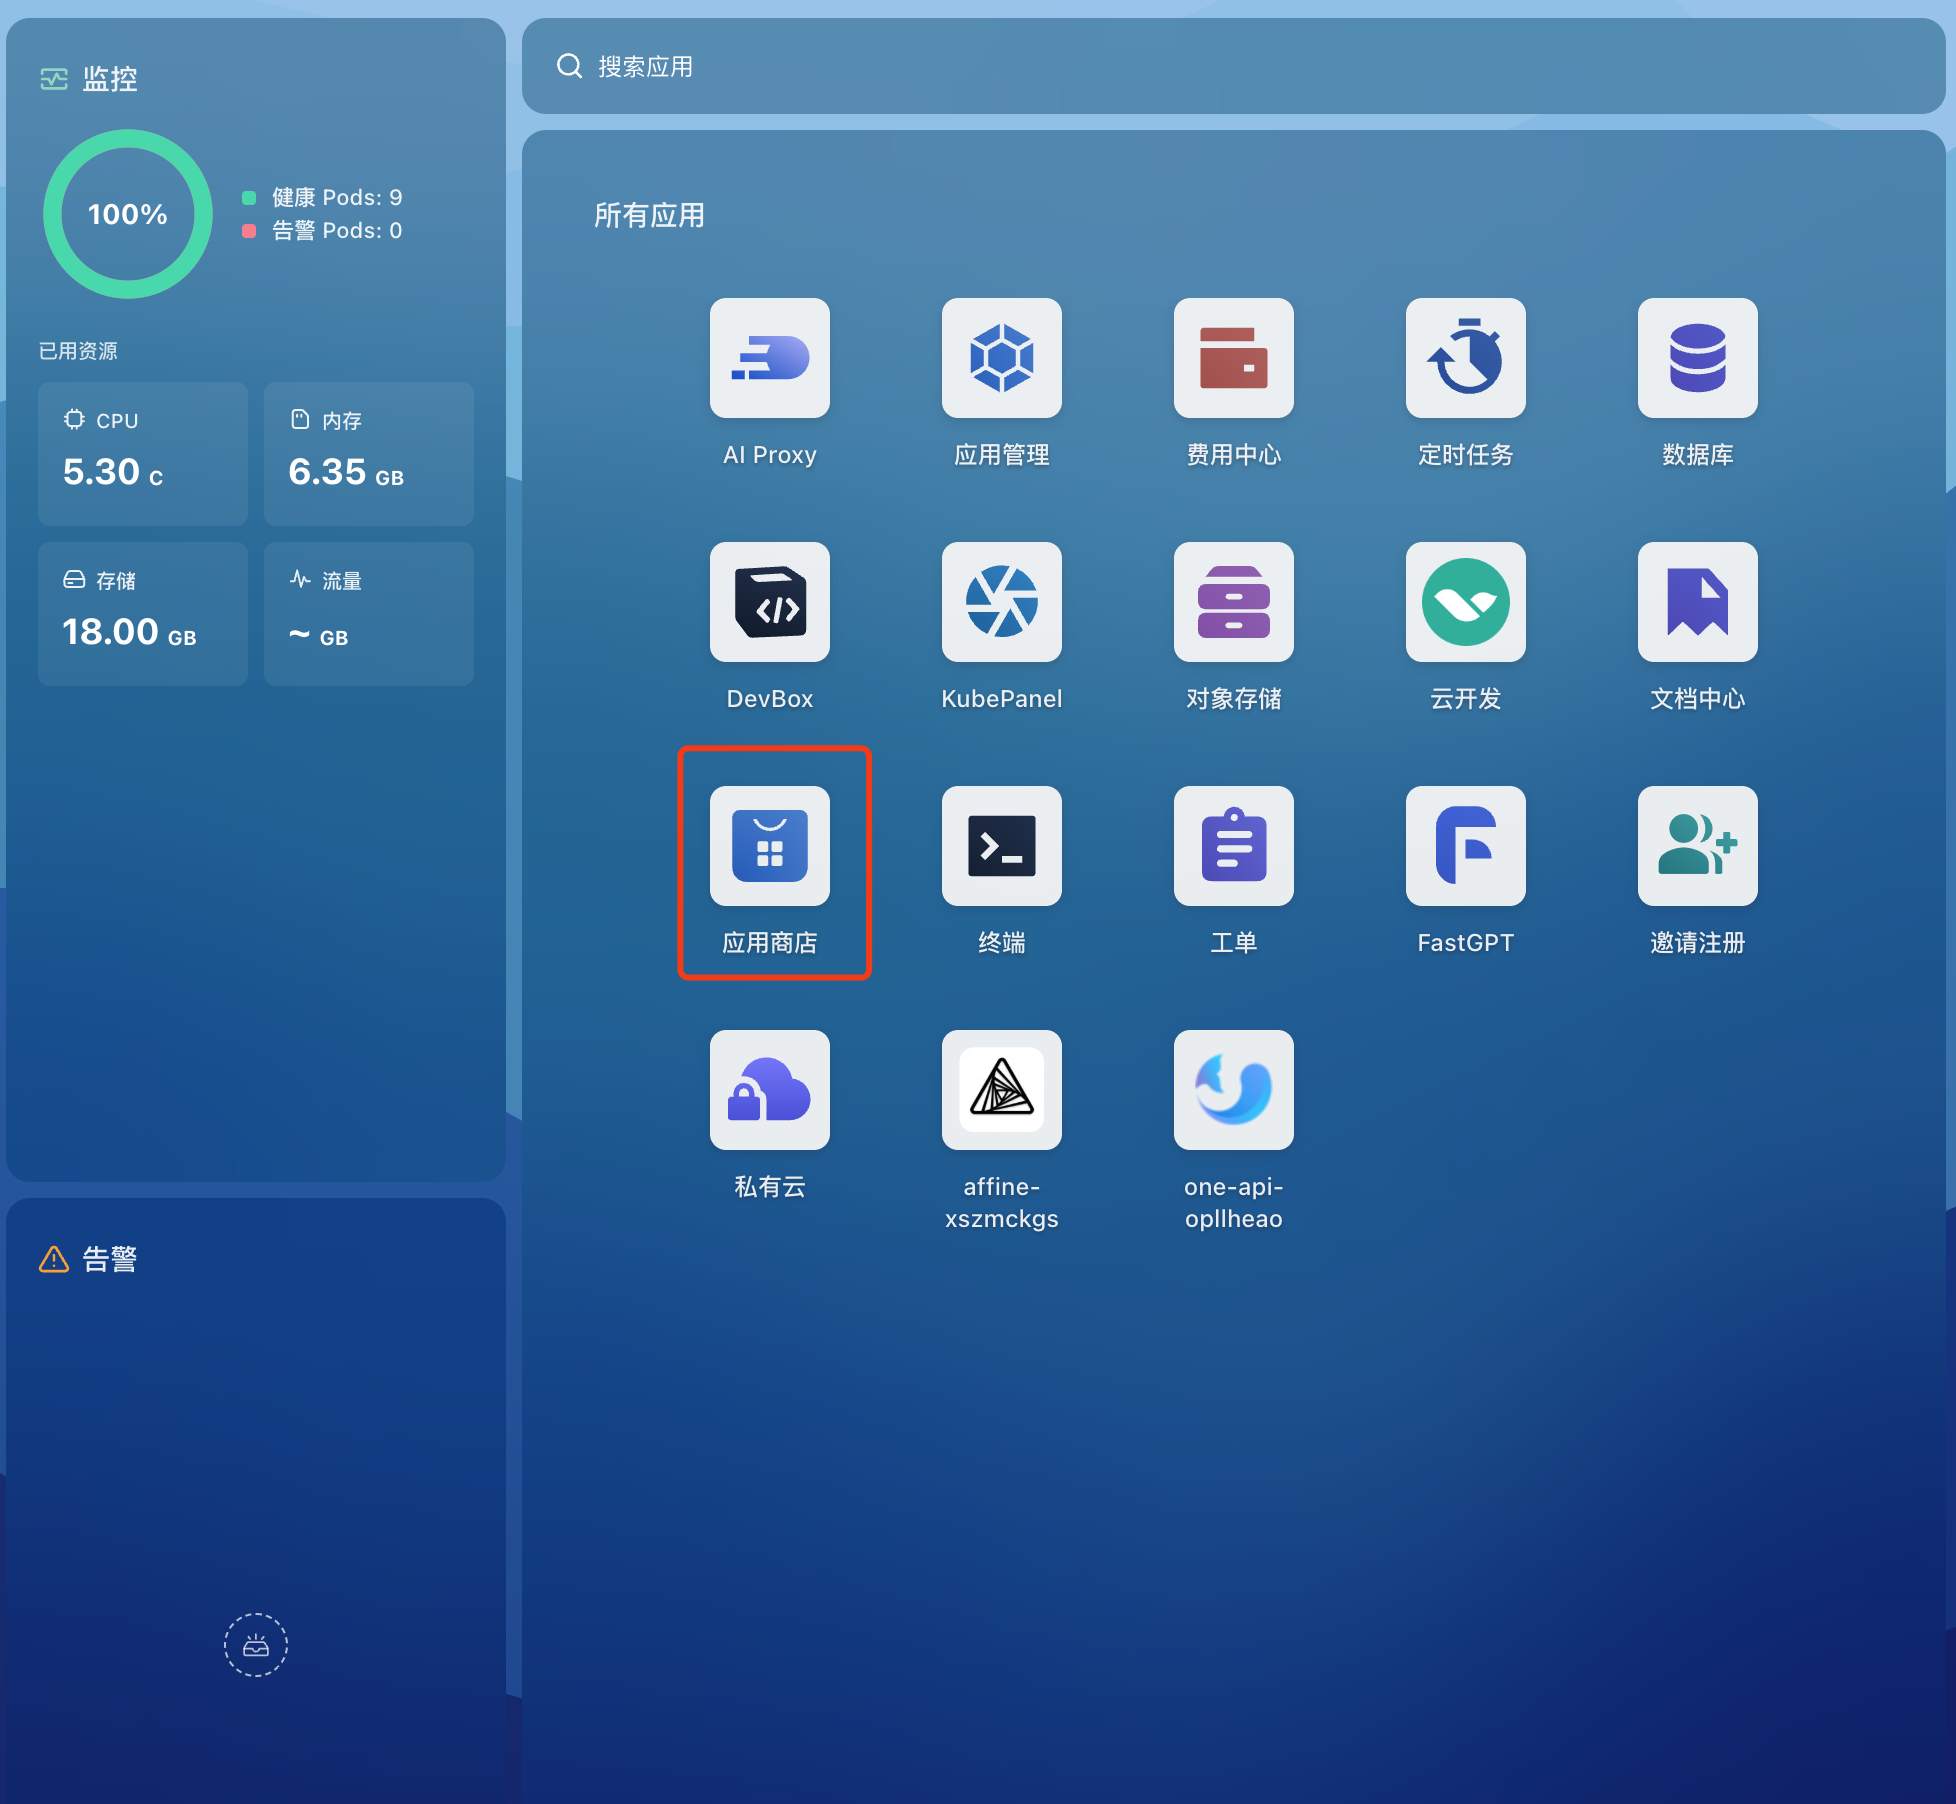 监控
100%
健康 Pods: 9
告警 Pods: 0
已用资源
CPU
5.30 C
内存
6.35 GB
存储
18.00 GB
流量
~ GB
告警
搜索应用
所有应用
AI Proxy
应用管理
费用中心
定时任务
数据库
DevBox
KubePanel
对象存储
云开发
文档中心
应用商店
终端
工单
FastGPT
邀请注册
私有云
affine-
xszmckgs
one-api-
opllheao